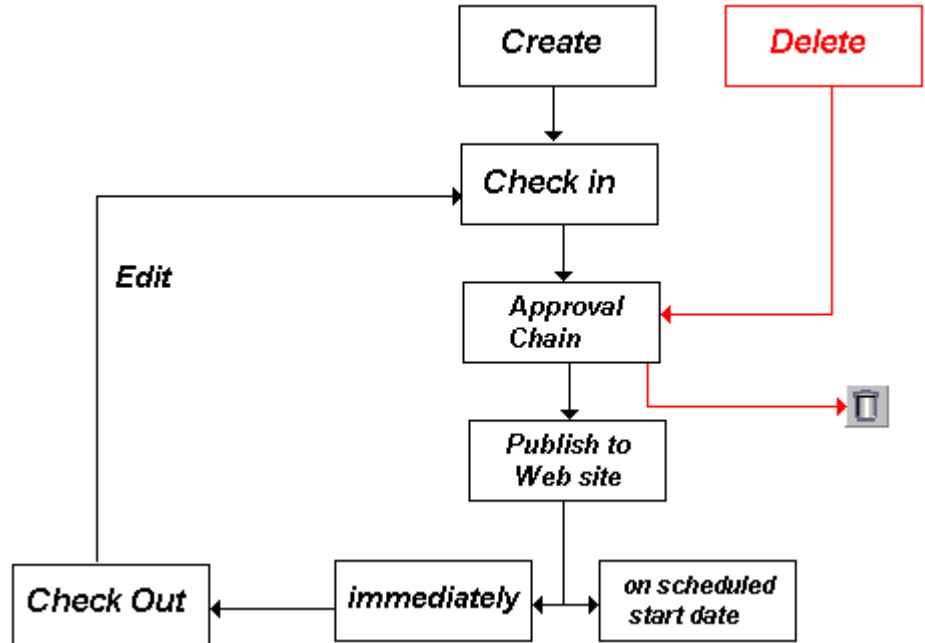 Create
Delete
Check in
Edit
Approval
Chain
Publish to
Web site
Check Out
immediately
on scheduled
start date